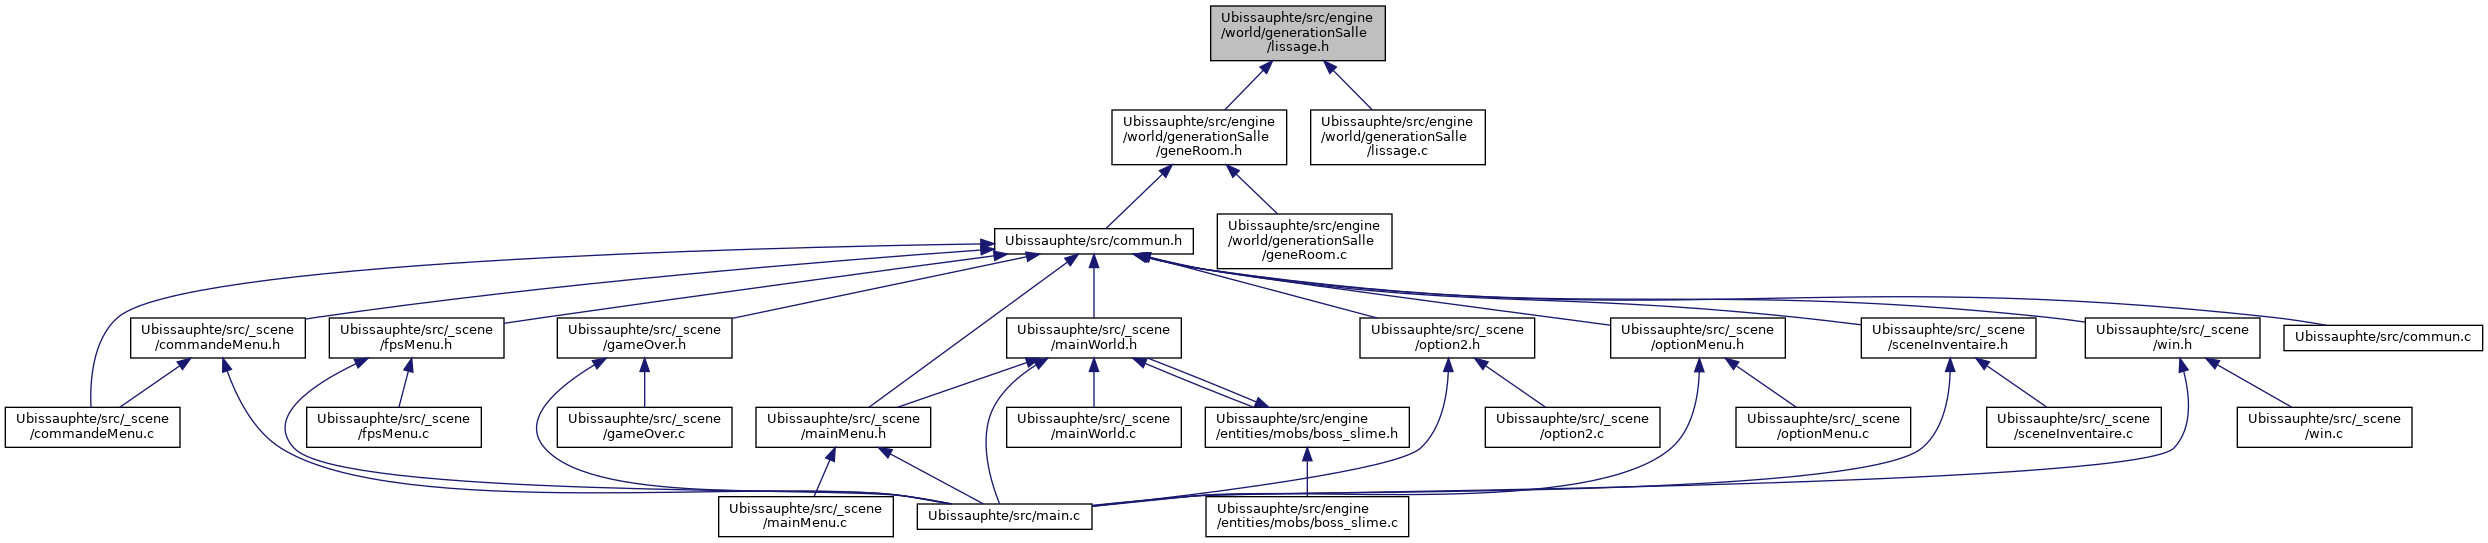 Ubissauphte/src/engine
/world/generationSalle
/lissage.h
Ubissauphte/src/engine
/world/generationSalle
/geneRoom.h
Ubissauphte/src/engine
/world/generationSalle
/lissage.c
Ubissauphte/src/commun.h
Ubissauphte/src/engine
/world/generationSalle
/geneRoom.c
Ubissauphte/src/_scene
/commandeMenu.h
Ubissauphte/src/_scene
/fpsMenu.h
Ubissauphte/src/_scene
/gameOver.h
Ubissauphte/src/_scene
/mainWorld.h
Ubissauphte/src/_scene
/option2.h
Ubissauphte/src/_scene
/optionMenu.h
Ubissauphte/src/_scene
/sceneInventaire.h
Ubissauphte/src/_scene
/win.h
Ubissauphte/src/commun.c
Ubissauphte/src/_scene
/commandeMenu.c
Ubissauphte/src/_scene
/fpsMenu.c
Ubissauphte/src/_scene
/gameOver.c
Ubissauphte/src/_scene
/mainMenu.h
Ubissauphte/src/_scene
/mainWorld.c
Ubissauphte/src/engine
/entities/mobs/boss_slime.h
Ubissauphte/src/_scene
/option2.c
Ubissauphte/src/_scene
/optionMenu.c
Ubissauphte/src/_scene
/sceneInventaire.c
Ubissauphte/src/_scene
/win.c
Ubissauphte/src/_scene
/mainMenu.c
Ubissauphte/src/main.c
Ubissauphte/src/engine
/entities/mobs/boss_slime.c